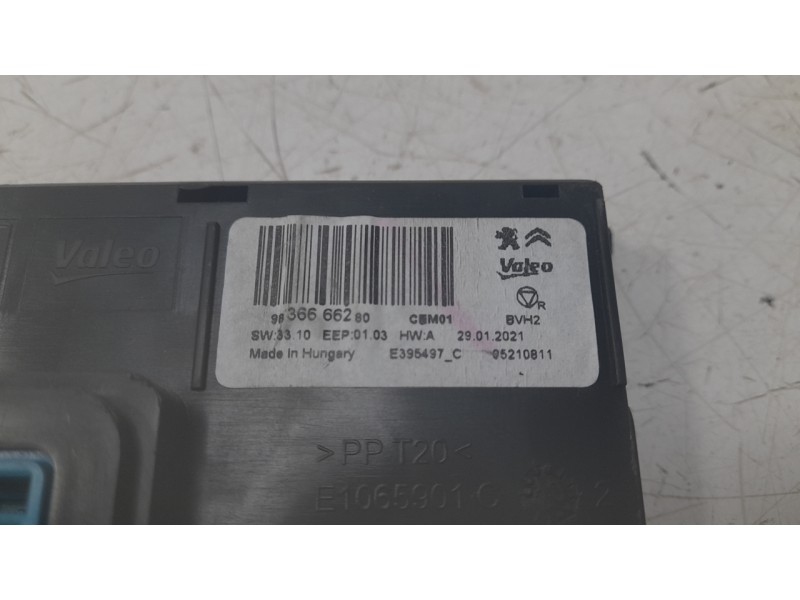 Valeo
Valeo
R
98 366 662 80 CBM01 BVH2
SW:33.10 EEP:01.03 HW:A 29.01.2021
Made in Hungary E395497_C 05210811
>PP T20<
E1065901 C 2